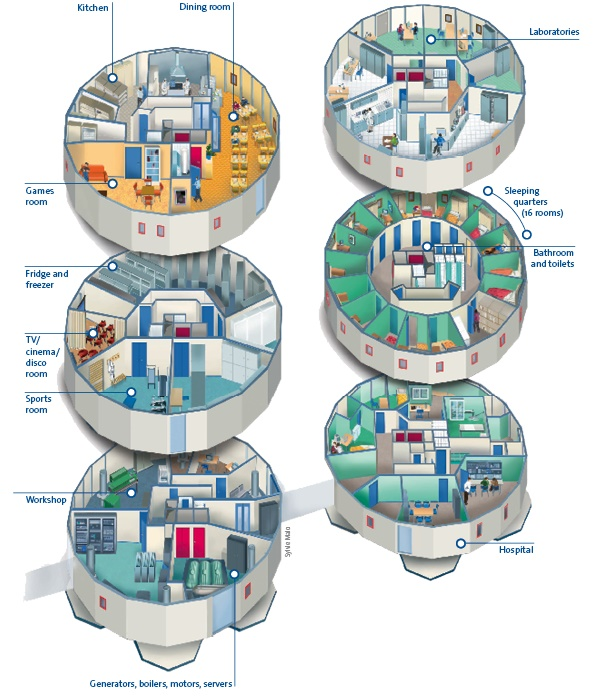 Kitchen
Dining room
Laboratories
Games
room
Sleeping
quarters
(16 rooms)
Bathroom
and toilets
Fridge and
freezer
TV/
cinema/
disco
room
Sports
room
Workshop
Sylvie Malo
Hospital
Generators, boilers, motors, servers